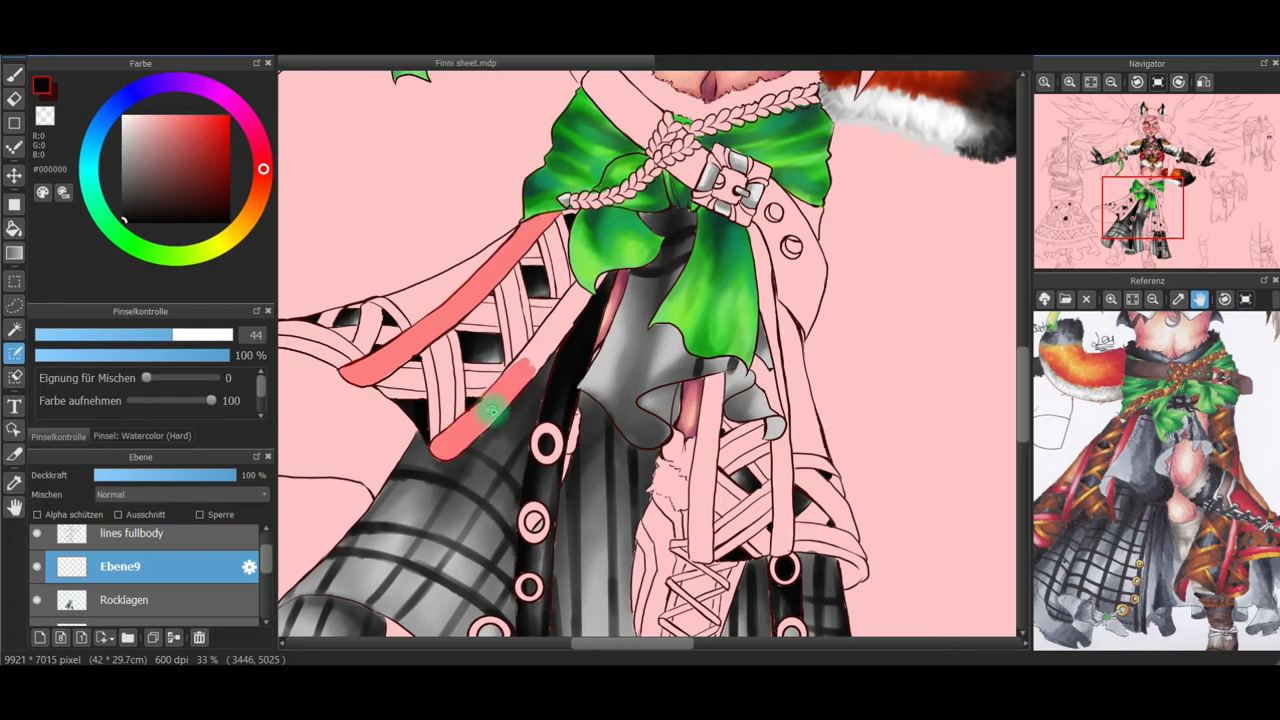 Farbe
Finni sheet.mdp
Navigator
R:0
G:0
B:0
#000000
Pinselkontrolle
44
100 %
Eignung für Mischen 0
Farbe aufnehmen 100
Pinselkontrolle Pinsel: Watercolor (Hard)
Ebene
Deckkraft 100 %
Mischen Normal
Alpha schützen Ausschnitt Sperre
lines fullbody
Ebene9
Rocklagen
Referenz
9921 * 7015 pixel (42 * 29.7cm) 600 dpi 33 % ( 3446, 5025 )